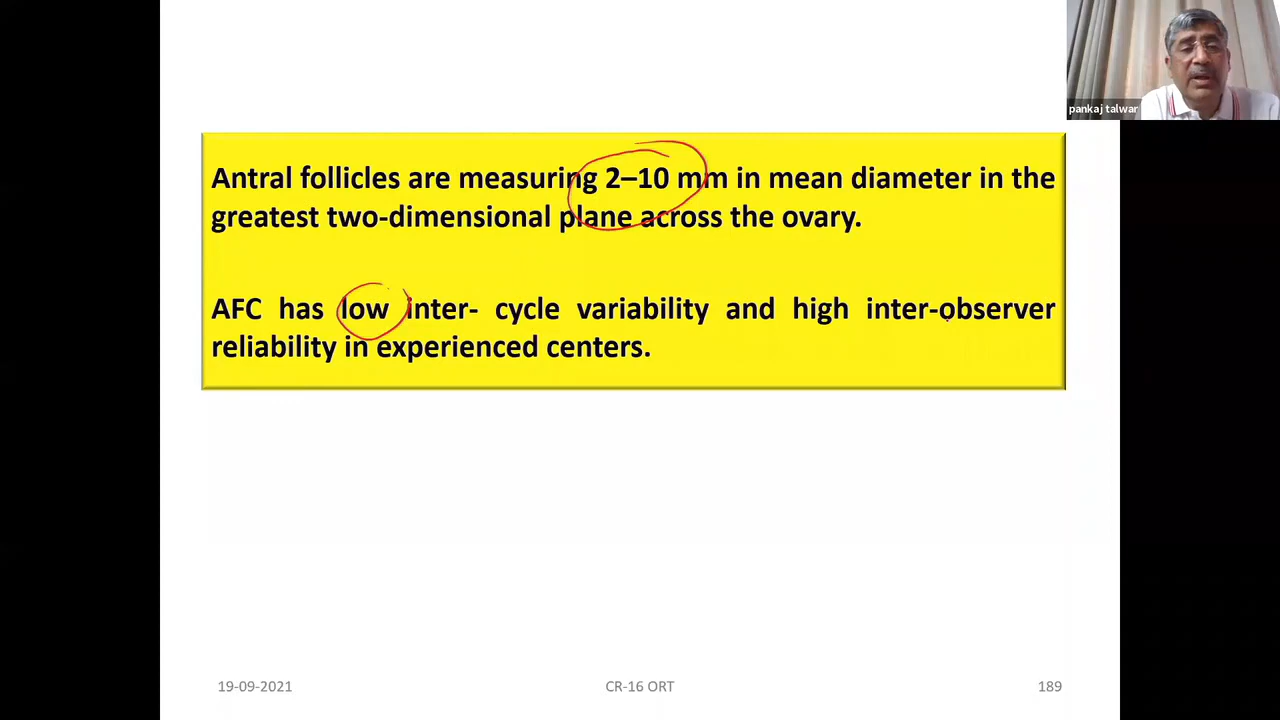 pankaj talwar
Antral follicles are measuring 2–10 mm in mean diameter in the
greatest two-dimensional plane across the ovary.
AFC has low inter- cycle variability and high inter-observer
reliability in experienced centers.
19-09-2021
CR-16 ORT
189